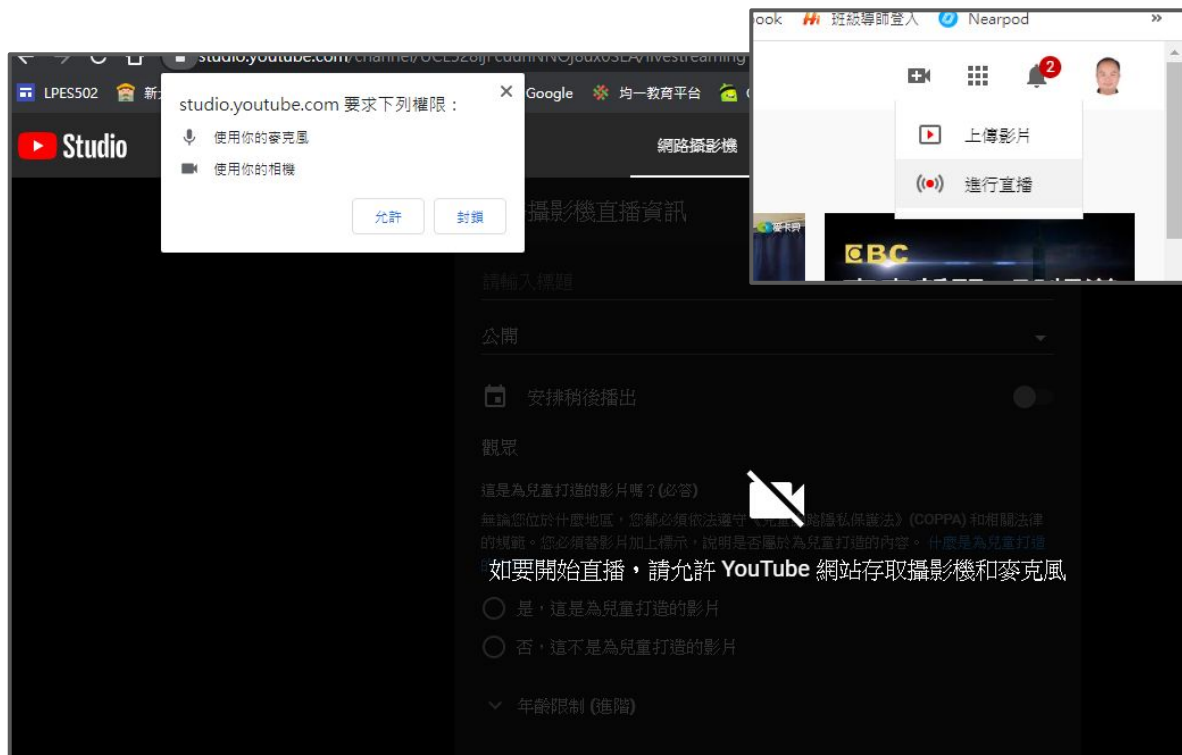 班級導師登入
Nearpod
»
2
上傳影片
進行直播
EBC
LPES502
Google
均一教育平台
studio.youtube.com 要求下列權限：
使用你的麥克風
使用你的相機
允許
封鎖
Studio
網路攝影機
攝影機直播資訊
請輸入標題
公開
安排稍後播出
觀眾
這是為兒童打造的影片嗎？(必答)
如要開始直播，請允許 YouTube 網站存取攝影機和麥克風
是，這是為兒童打造的影片
否，這不是為兒童打造的影片
年齡限制 (進階)